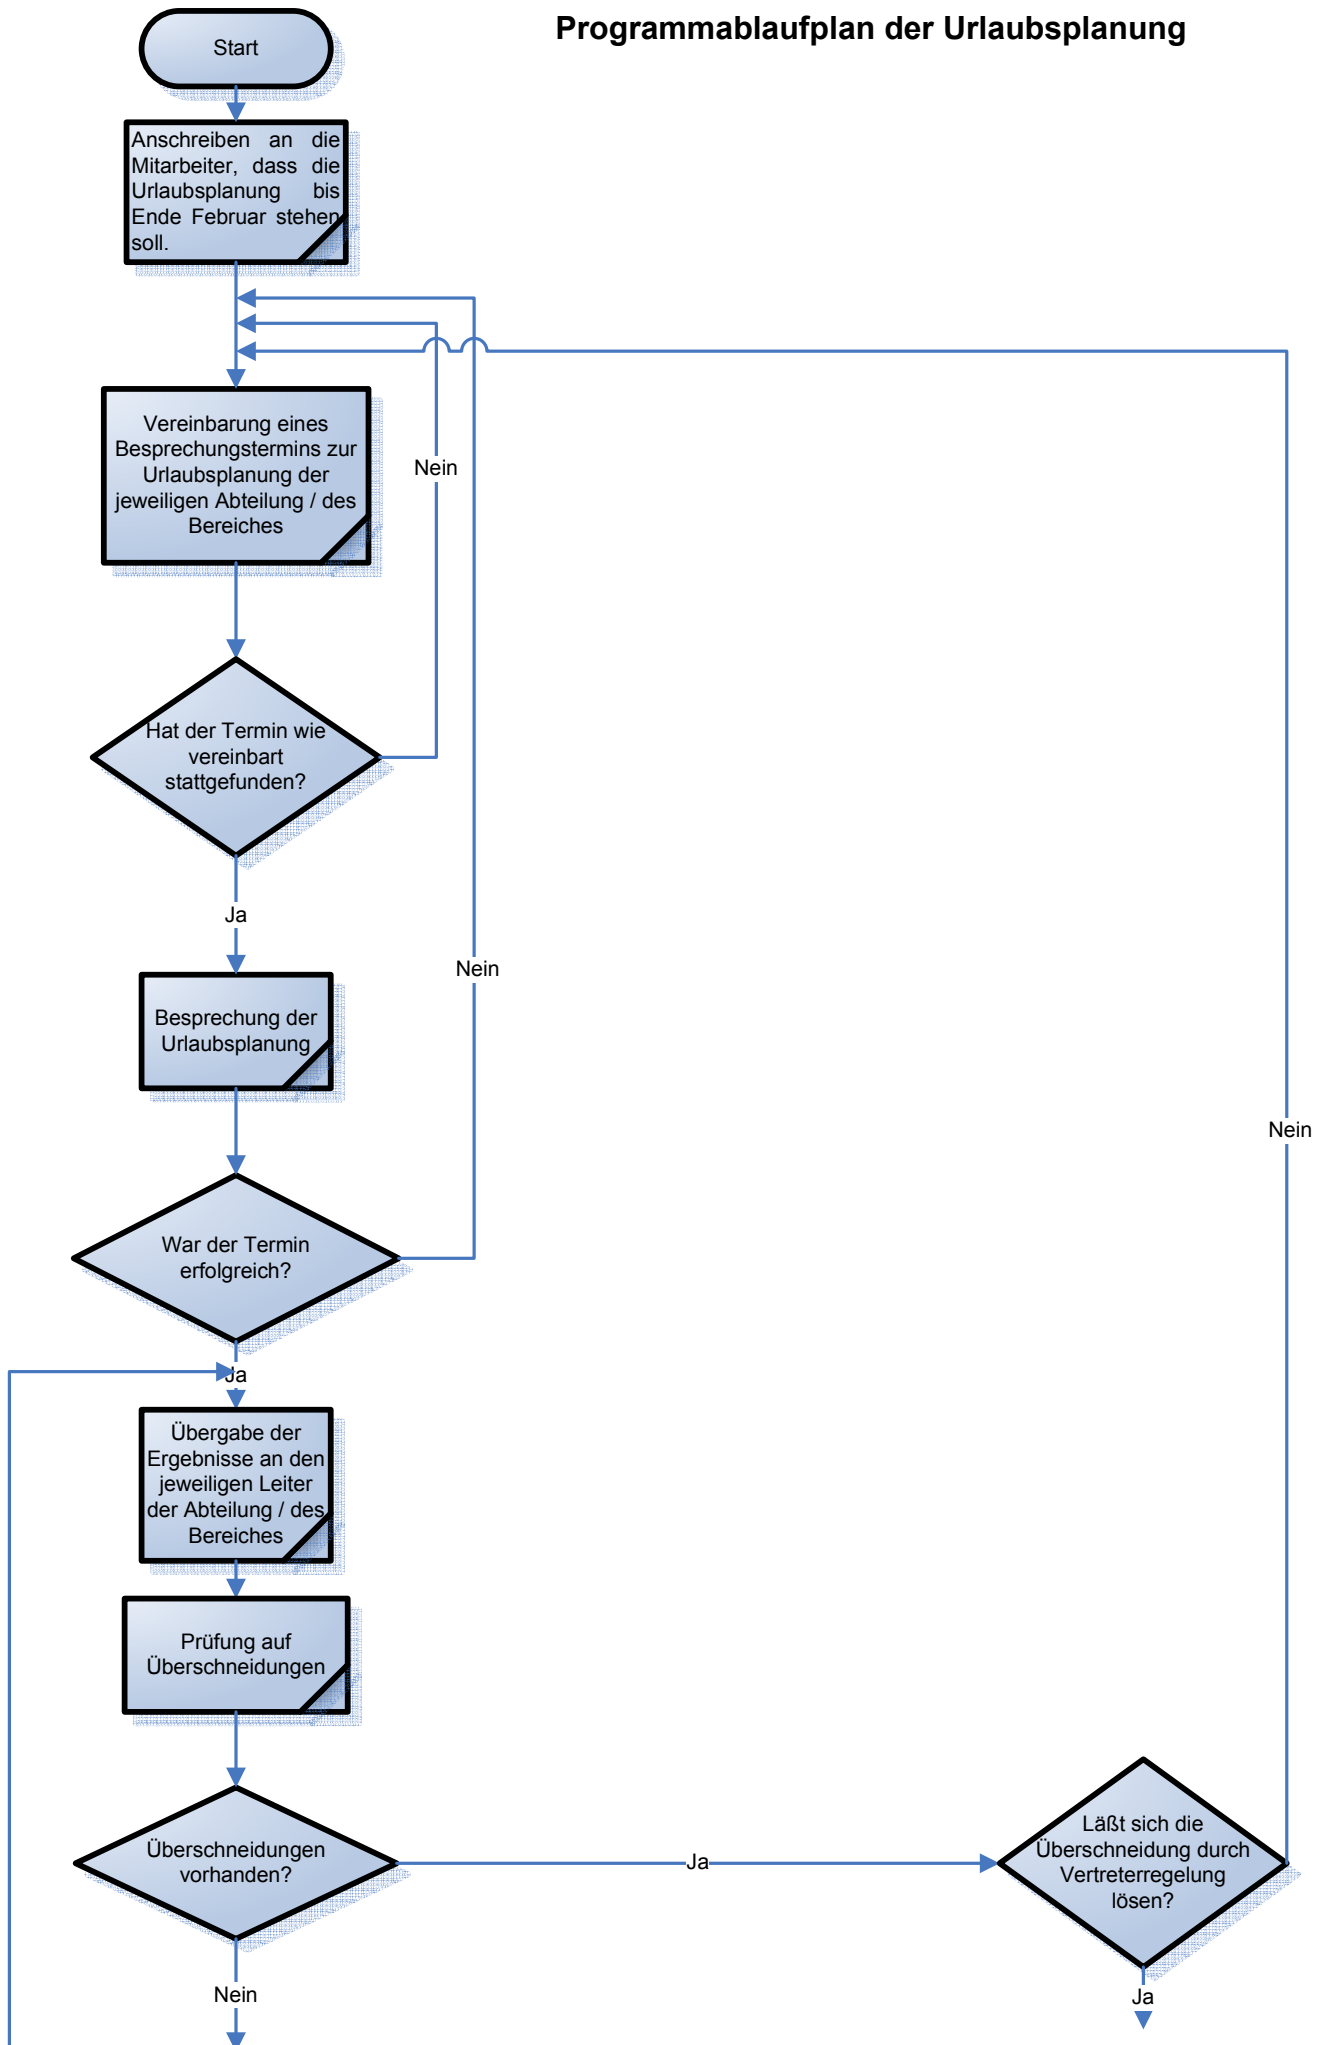 Programmablaufplan der Urlaubsplanung
Start
Anschreiben an die
Mitarbeiter, dass die
Urlaubsplanung bis
Ende Februar stehen
soll.
Vereinbarung eines
Besprechungstermins zur
Urlaubsplanung der
jeweiligen Abteilung / des
Bereiches
Nein
Hat der Termin wie
vereinbart
stattgefunden?
Ja
Nein
Besprechung der
Urlaubsplanung
Nein
War der Termin
erfolgreich?
Ja
Übergabe der
Ergebnisse an den
jeweiligen Leiter
der Abteilung / des
Bereiches
Prüfung auf
Überschneidungen
Überschneidungen
vorhanden?
Ja
Läßt sich die
Überschneidung durch
Vertreterregelung
lösen?
Nein
Ja